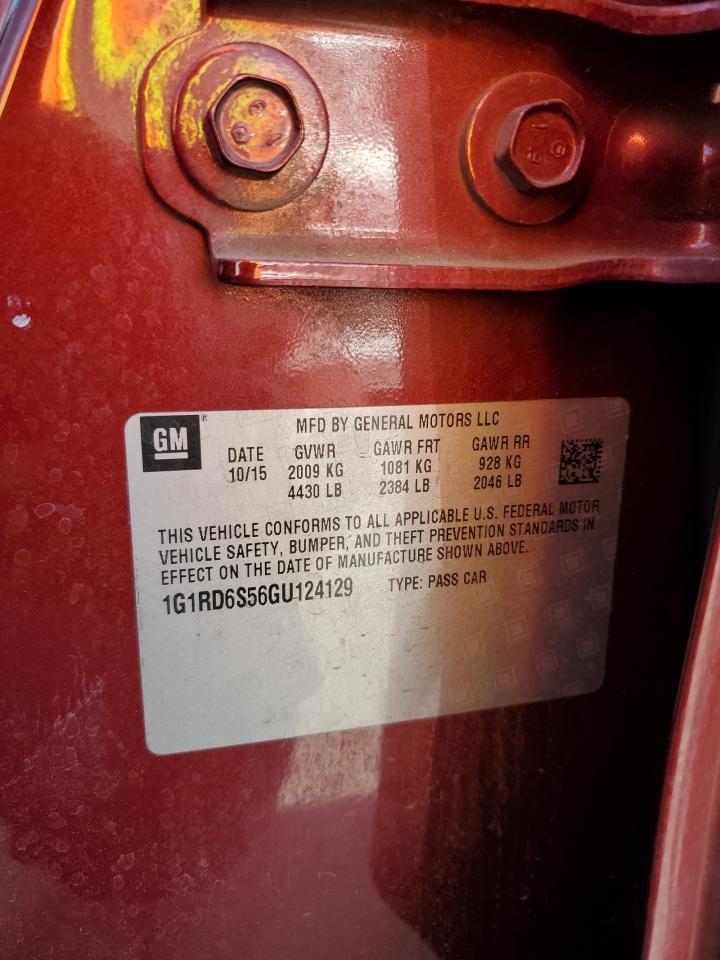 GM
®
MFD BY GENERAL MOTORS LLC
DATE GVWR GAWR FRT GAWR RR
10/15 2009 KG 1081 KG 928 KG
4430 LB 2384 LB 2046 LB
THIS VEHICLE CONFORMS TO ALL APPLICABLE U.S. FEDERAL MOTOR
VEHICLE SAFETY, BUMPER, AND THEFT PREVENTION STANDARDS IN
EFFECT ON THE DATE OF MANUFACTURE SHOWN ABOVE.
1G1RD6S56GU124129 TYPE: PASS CAR